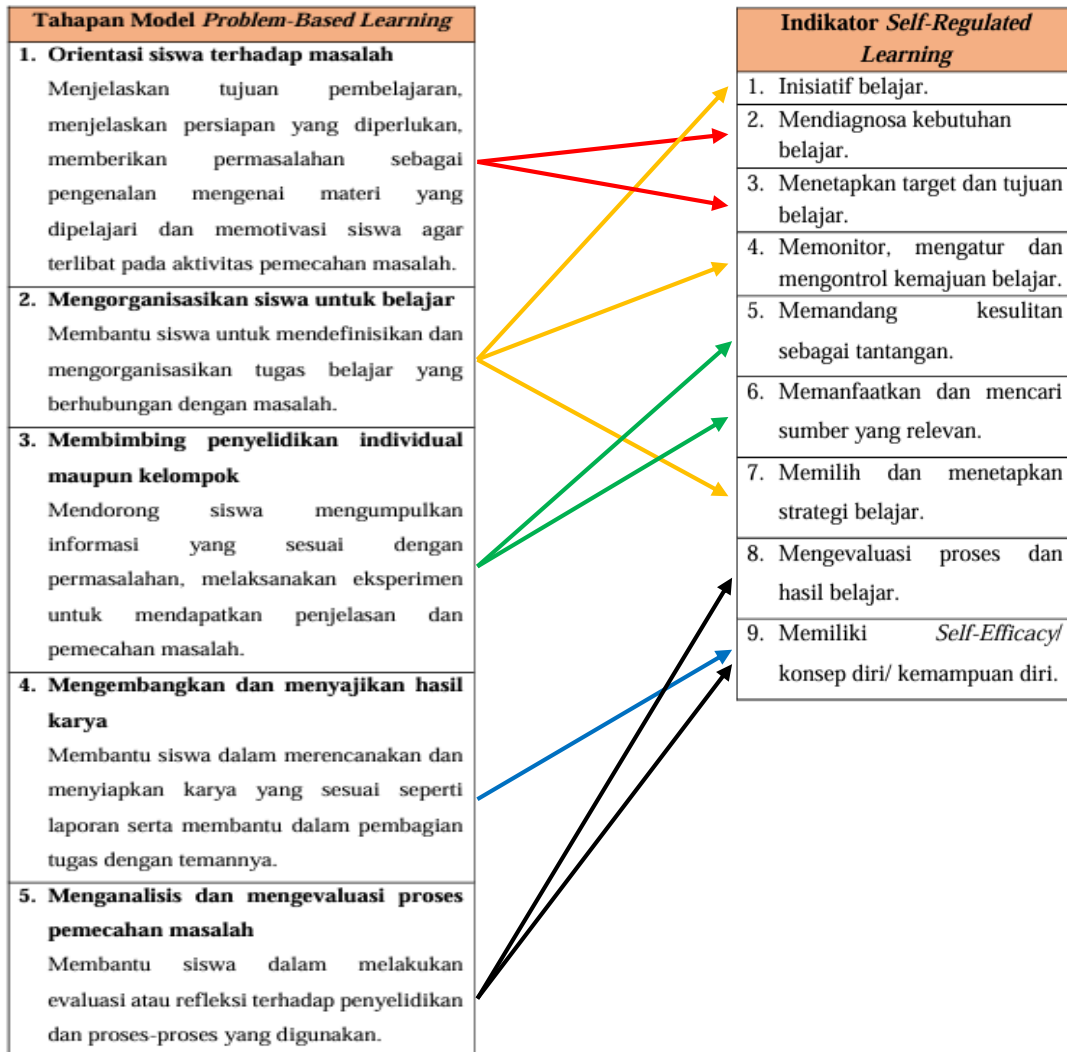 Tahapan Model Problem-Based Learning
1. Orientasi siswa terhadap masalah
Menjelaskan tujuan pembelajaran,
menjelaskan persiapan yang diperlukan,
memberikan permasalahan sebagai
pengenalan mengenai materi yang
dipelajari dan memotivasi siswa agar
terlibat pada aktivitas pemecahan masalah.
2. Mengorganisasikan siswa untuk belajar
Membantu siswa untuk mendefinisikan dan
mengorganisasikan tugas belajar yang
berhubungan dengan masalah.
3. Membimbing penyelidikan individual
maupun kelompok
Mendorong siswa mengumpulkan
informasi yang sesuai dengan
permasalahan, melaksanakan eksperimen
untuk mendapatkan penjelasan dan
pemecahan masalah.
4. Mengembangkan dan menyajikan hasil
karya
Membantu siswa dalam merencanakan dan
menyiapkan karya yang sesuai seperti
laporan serta membantu dalam pembagian
tugas dengan temannya.
5. Menganalisis dan mengevaluasi proses
pemecahan masalah
Membantu siswa dalam melakukan
evaluasi atau refleksi terhadap penyelidikan
dan proses-proses yang digunakan.
Indikator Self-Regulated
Learning
1. Inisiatif belajar.
2. Mendiagnosa kebutuhan
belajar.
3. Menetapkan target dan tujuan
belajar.
4. Memonitor, mengatur dan
mengontrol kemajuan belajar.
5. Memandang kesulitan
sebagai tantangan.
6. Memanfaatkan dan mencari
sumber yang relevan.
7. Memilih dan menetapkan
strategi belajar.
8. Mengevaluasi proses dan
hasil belajar.
9. Memiliki Self-Efficacy/
konsep diri/ kemampuan diri.